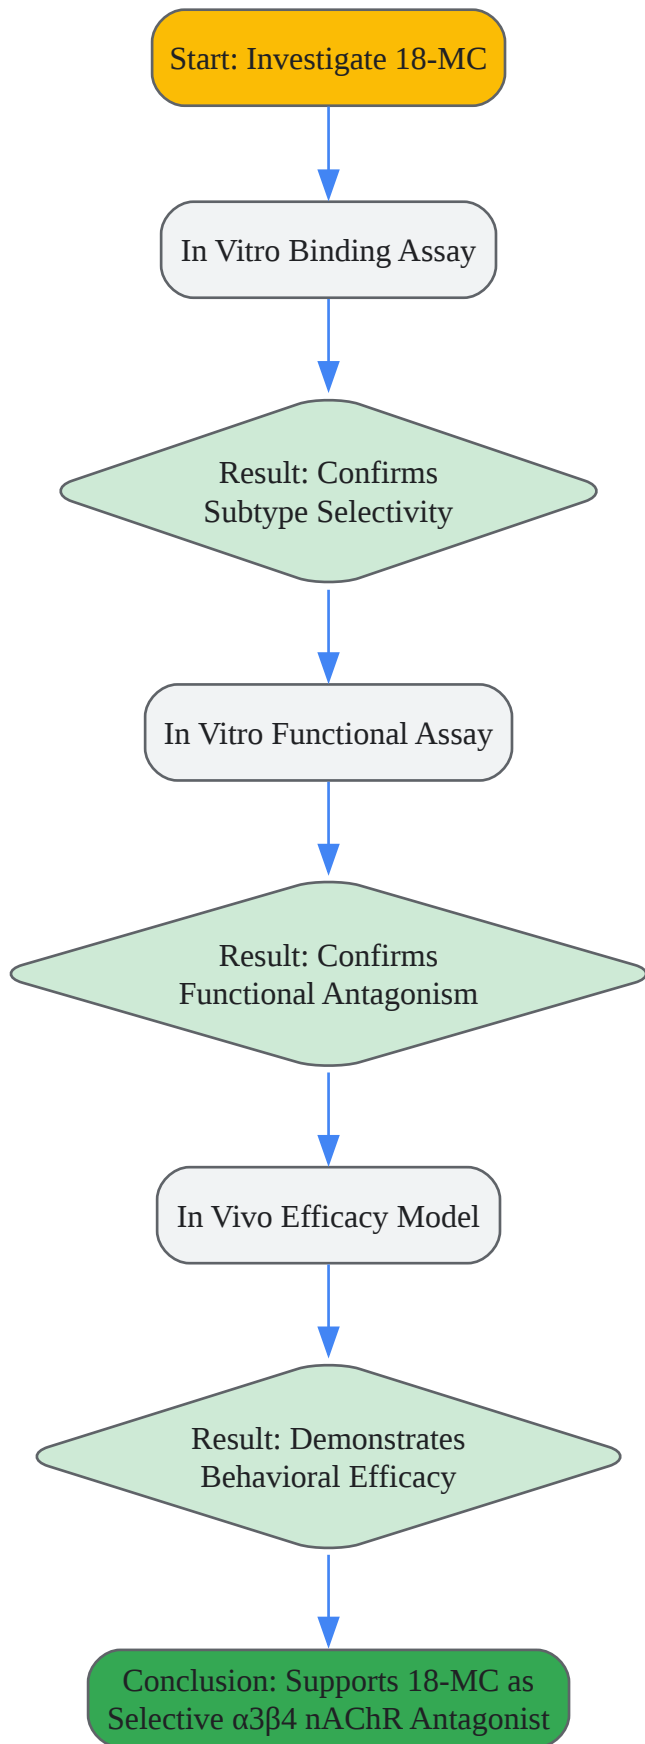 Start: Investigate 18-MC
In Vitro Binding Assay
Result: Confirms
Subtype Selectivity
In Vitro Functional Assay
Result: Confirms
Functional Antagonism
In Vivo Efficacy Model
Result: Demonstrates
Behavioral Efficacy
Conclusion: Supports 18-MC as
Selective α3β4 nAChR Antagonist